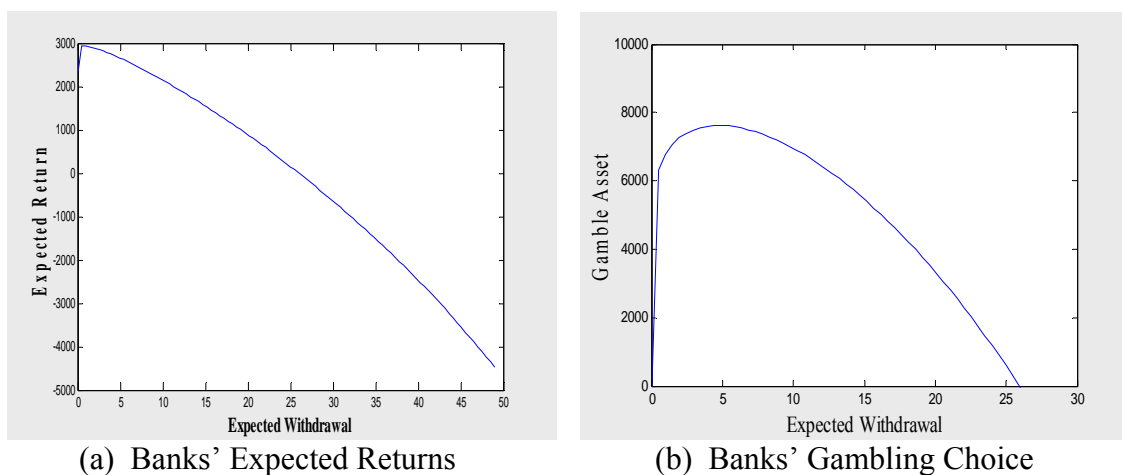 3000
2000
1000
0
-1000
-2000
-3000
-4000
-5000
Expected Return
0 5 10 15 20 25 30 35 40 45 50
Expected Withdrawal
(a) Banks' Expected Returns
10000
8000
6000
4000
2000
0
Gamble Asset
0 5 10 15 20 25 30
Expected Withdrawal
(b) Banks' Gambling Choice